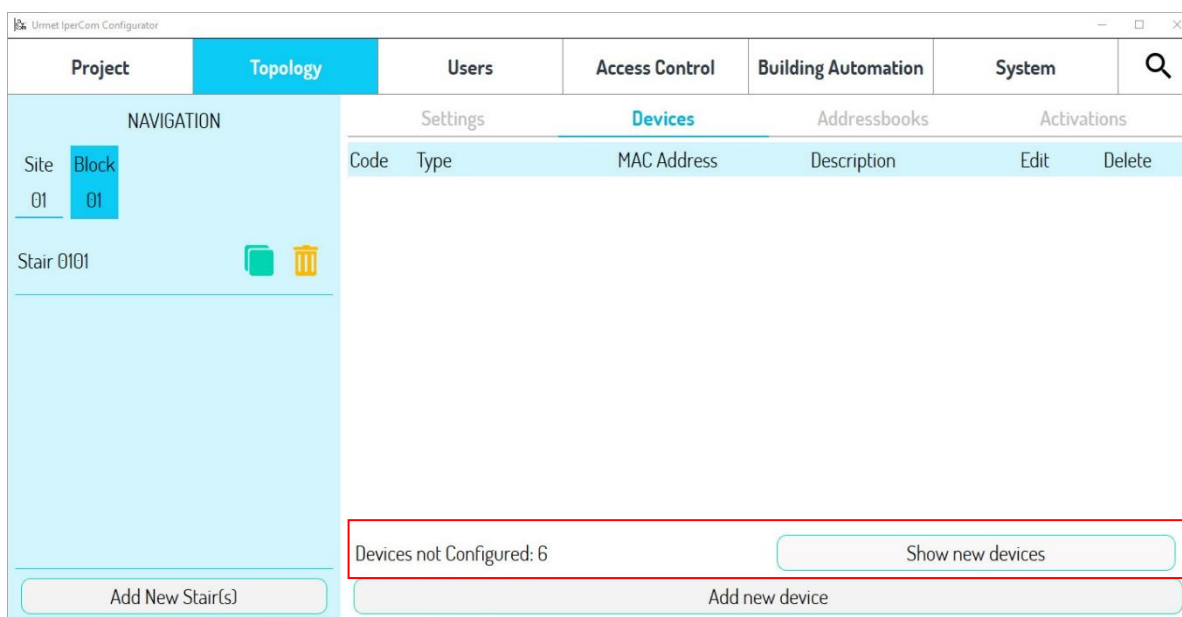 Urmet IperCom Configurator
Project Topology Users Access Control Building Automation System
NAVIGATION
Site Block
01 01
Stair 0101
Add New Stair(s)
Settings Devices Addressbooks Activations
Code Type MAC Address Description Edit Delete
Devices not Configured: 6 Show new devices
Add new device